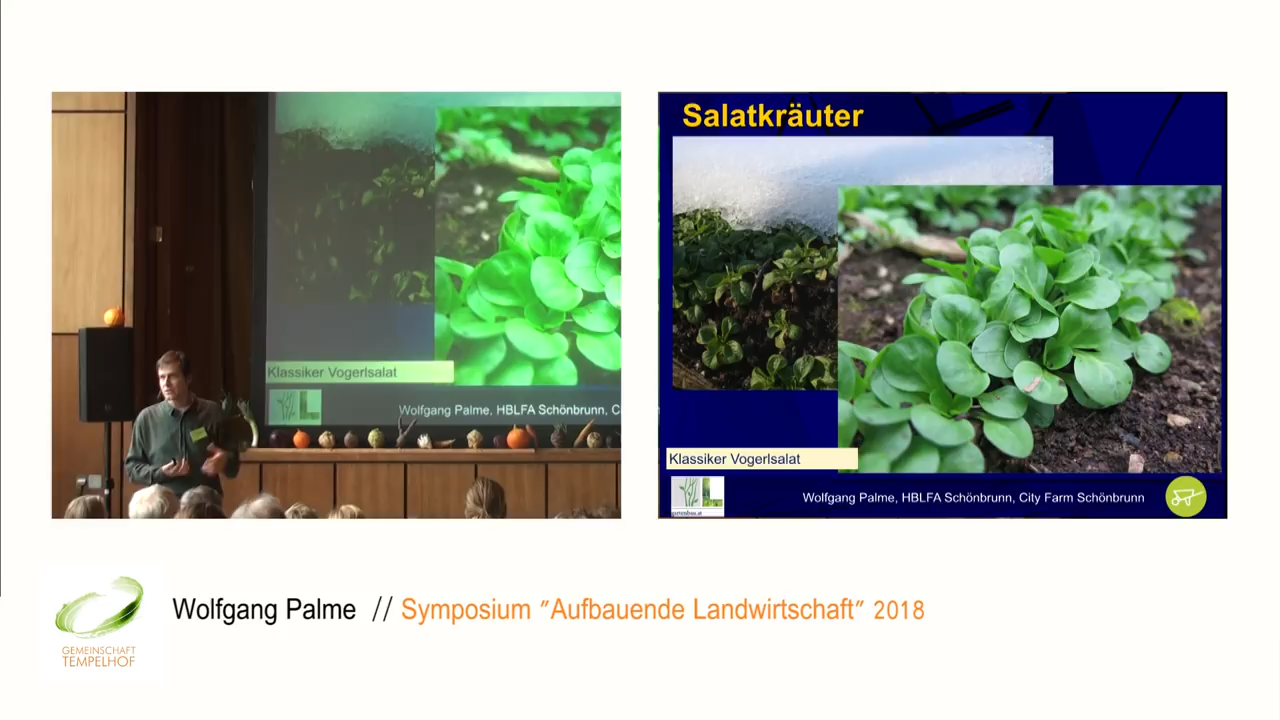 Klassiker Vogerlsalat
Wolfgang Palme, HBLFA Schönbrunn, C
Salatkräuter
Klassiker Vogerlsalat
Wolfgang Palme, HBLFA Schönbrunn, City Farm Schönbrunn
GEMEINSCHAFT
TEMPELHOF
Wolfgang Palme // Symposium "Aufbauende Landwirtschaft" 2018